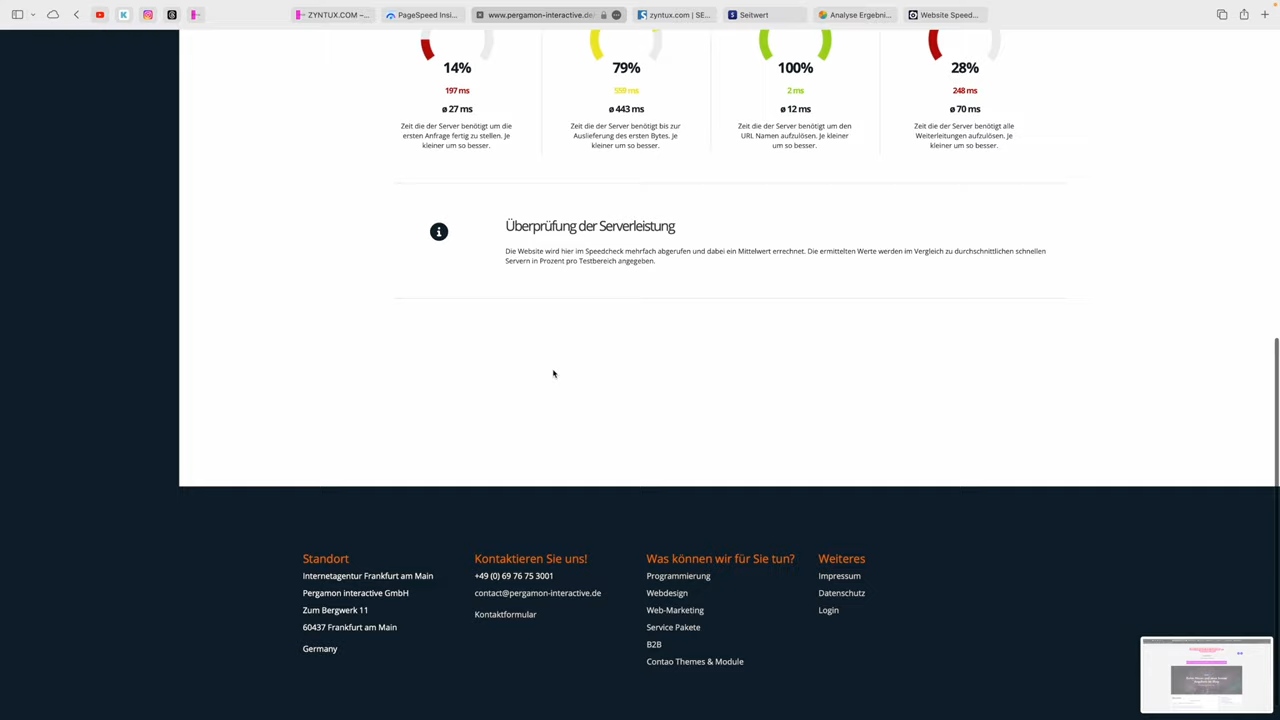 ZYNTUX.COM –...
PageSpeed Insi...
www.pergamon-interactive.de
zyntux.com | SE...
Seitwert
Analyse Ergebni...
Website Speed...
14%
79%
100%
28%
197 ms
559 ms
2 ms
248 ms
ø 27 ms
ø 443 ms
ø 12 ms
ø 70 ms
Zeit die der Server benötigt um die
ersten Anfrage fertig zu stellen. Je
kleiner um so besser.
Zeit die der Server benötigt bis zur
Auslieferung des ersten Bytes. Je
kleiner um so besser.
Zeit die der Server benötigt um den
URL Namen aufzulösen. Je kleiner
um so besser.
Zeit die der Server benötigt alle
Weiterleitungen aufzulösen. Je
kleiner um so besser.
Überprüfung der Serverleistung
Die Website wird hier im Speedcheck mehrfach abgerufen und dabei ein Mittelwert errechnet. Die ermittelten Werte werden im Vergleich zu durchschnittlichen schnellen
Servern in Prozent pro Testbereich angegeben.
Standort
Internetagentur Frankfurt am Main
Pergamon interactive GmbH
Zum Bergwerk 11
60437 Frankfurt am Main
Germany
Kontaktieren Sie uns!
+49 (0) 69 76 75 3001
contact@pergamon-interactive.de
Kontaktformular
Was können wir für Sie tun?
Programmierung
Webdesign
Web-Marketing
Service Pakete
B2B
Contao Themes & Module
Weiteres
Impressum
Datenschutz
Login